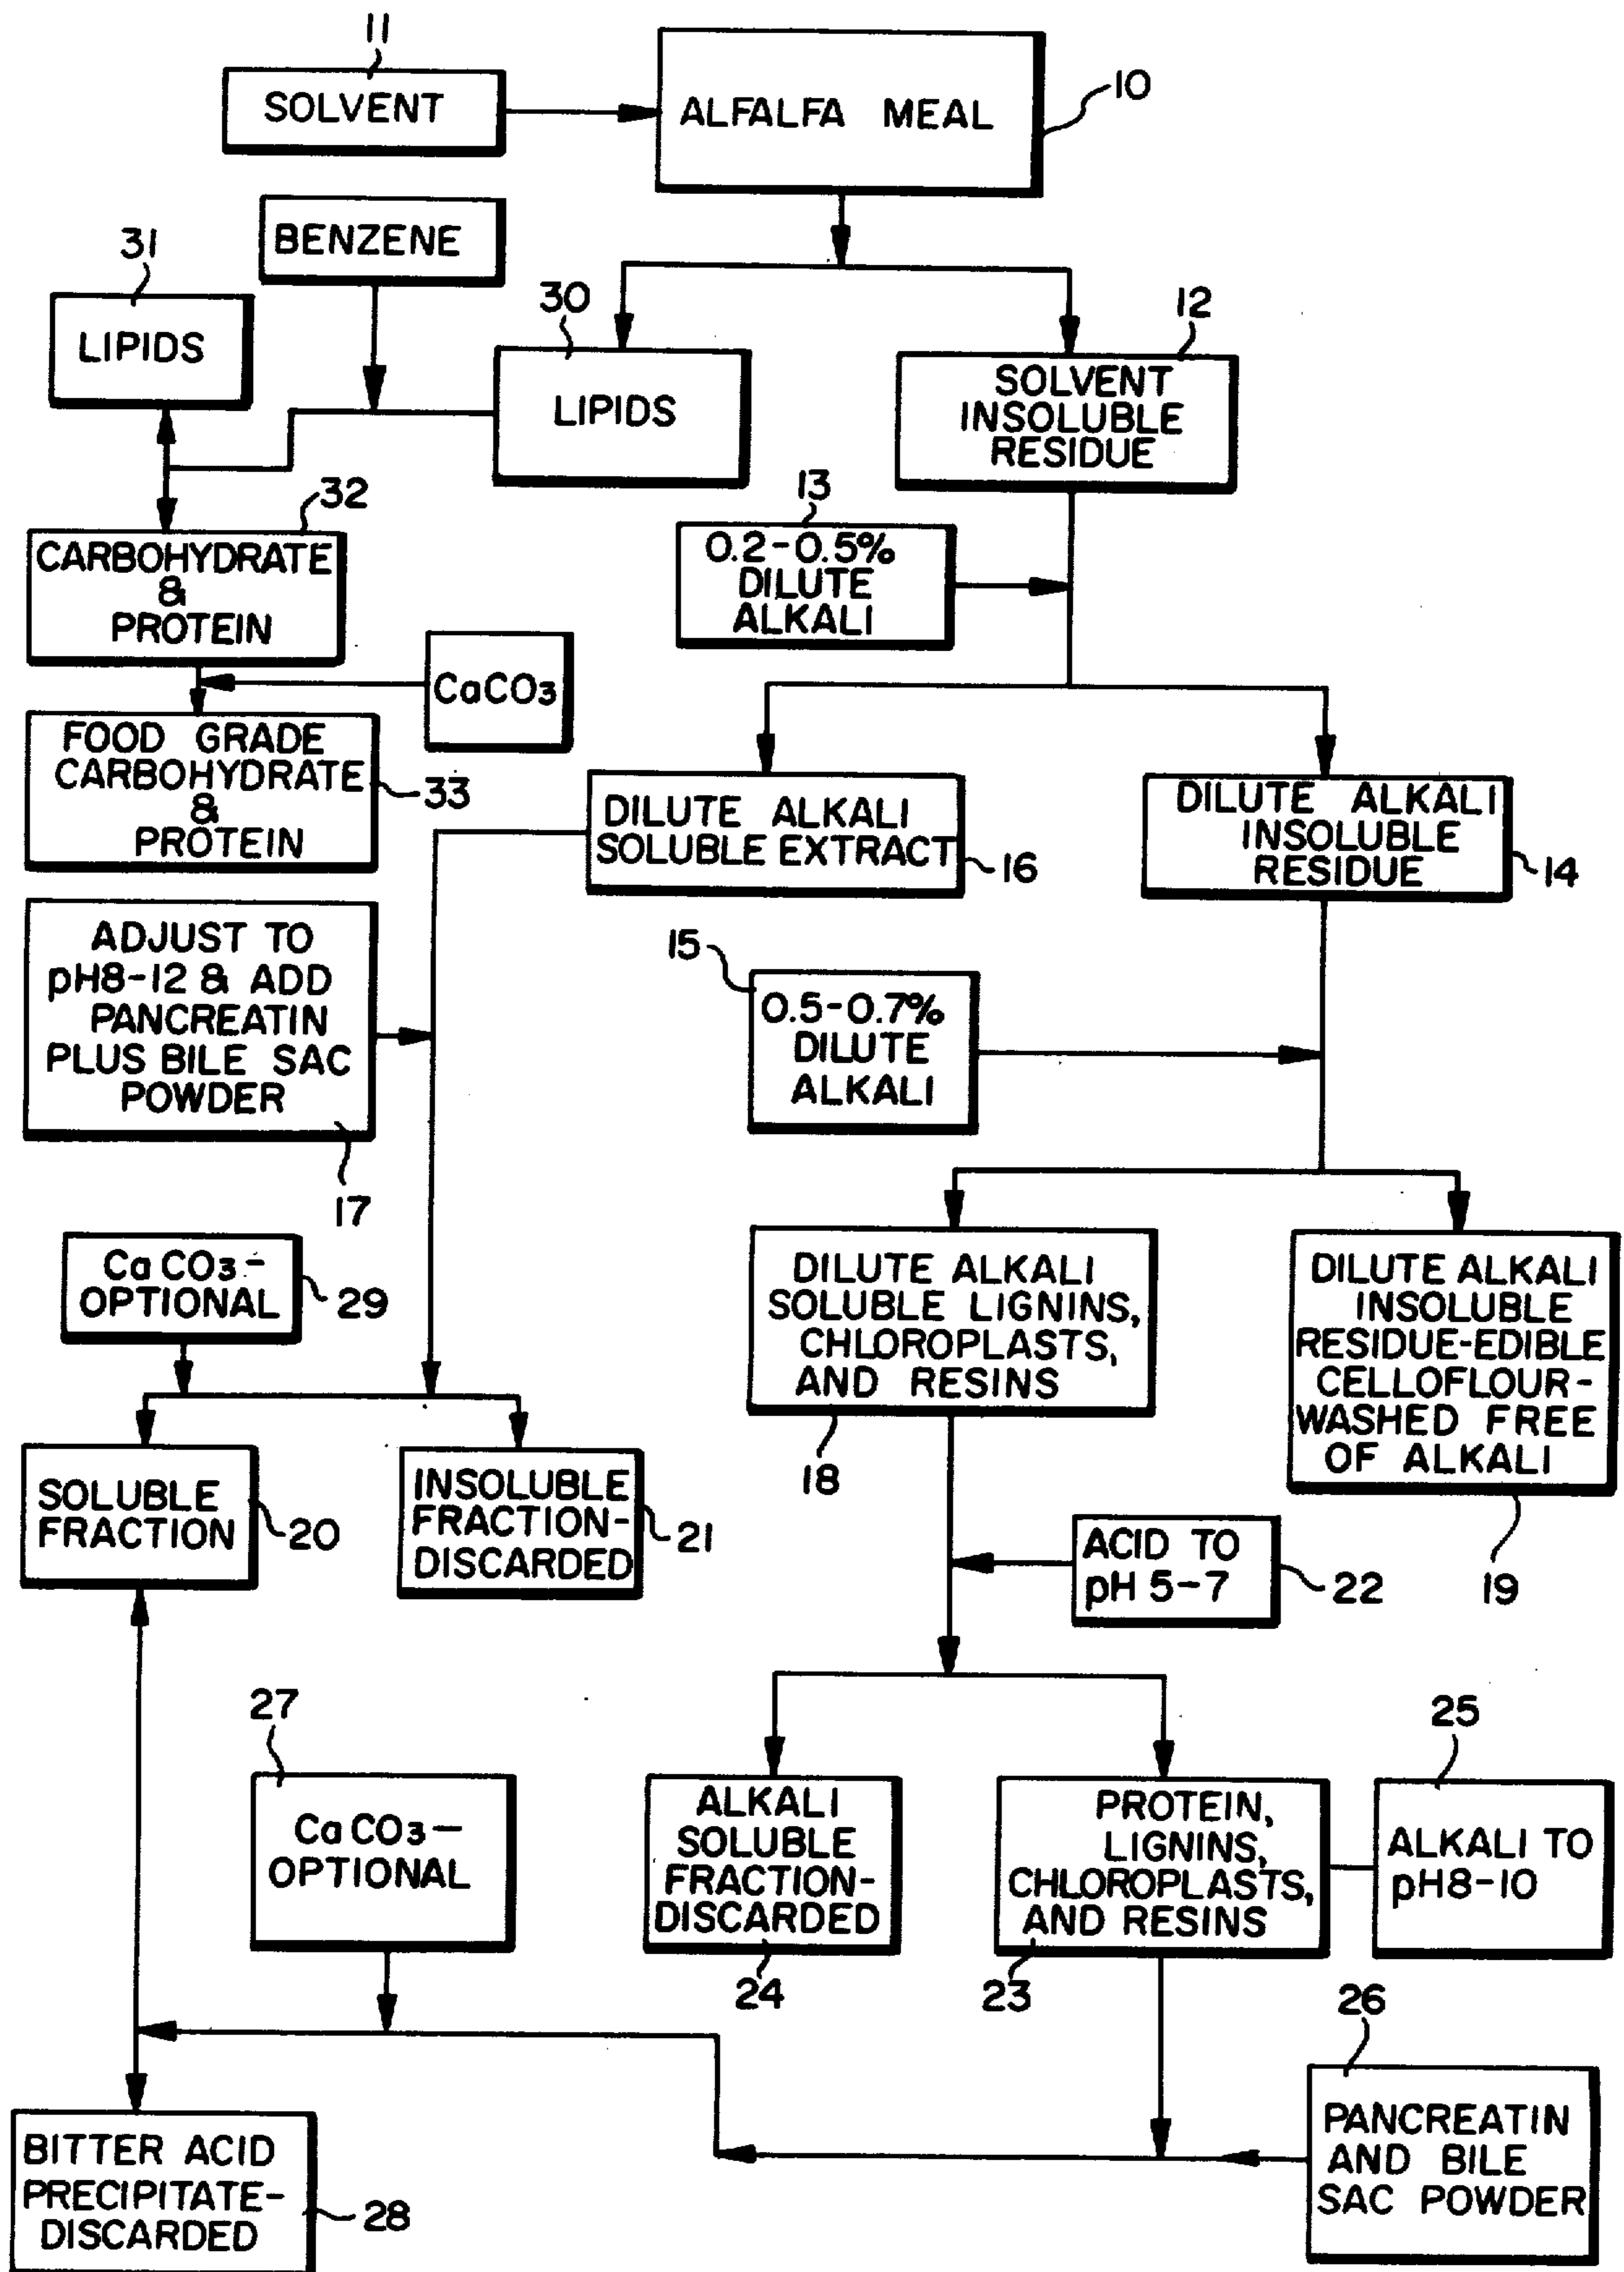 11
SOLVENT
ALFALFA MEAL
10
BENZENE
31
LIPIDS
30
LIPIDS
12
SOLVENT
INSOLUBLE
RESIDUE
13
0.2-0.5%
DILUTE
ALKALI
32
CARBOHYDRATE
&
PROTEIN
CaCO3
FOOD GRADE
CARBOHYDRATE
&
PROTEIN
33
DILUTE ALKALI
SOLUBLE EXTRACT
16
DILUTE ALKALI
INSOLUBLE
RESIDUE
14
ADJUST TO
pH8-12 & ADD
PANCREATIN
PLUS BILE SAC
POWDER
17
15
0.5-0.7%
DILUTE
ALKALI
CaCO3-
OPTIONAL
29
DILUTE ALKALI
SOLUBLE LIGNINS,
CHLOROPLASTS,
AND RESINS
18
DILUTE ALKALI
INSOLUBLE
RESIDUE-EDIBLE
CELLOFLOUR-
WASHED FREE
OF ALKALI
19
SOLUBLE
FRACTION
20
INSOLUBLE
FRACTION-
DISCARDED
21
ACID TO
pH 5-7
22
27
CaCO3-
OPTIONAL
ALKALI
SOLUBLE
FRACTION-
DISCARDED
24
PROTEIN,
LIGNINS,
CHLOROPLASTS,
AND RESINS
23
25
ALKALI TO
pH8-10
26
PANCREATIN
AND BILE
SAC POWDER
BITTER ACID
PRECIPITATE-
DISCARDED
28